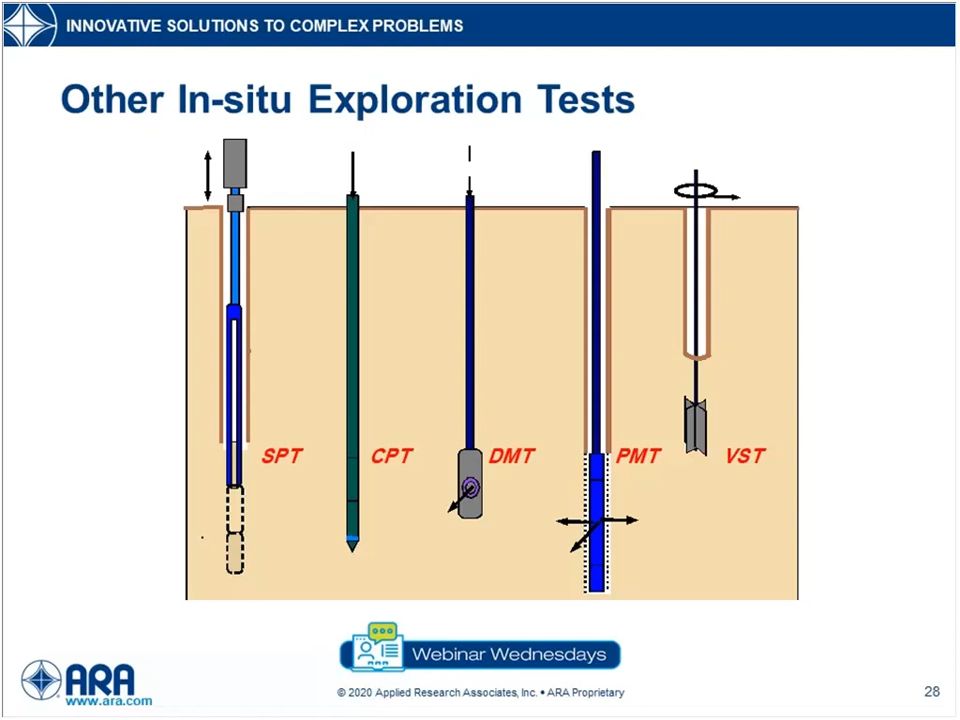 INNOVATIVE SOLUTIONS TO COMPLEX PROBLEMS
Other In-situ Exploration Tests
SPT CPT DMT PMT VST
Webinar Wednesdays
ARA
www.ara.com
© 2020 Applied Research Associates, Inc. • ARA Proprietary
28